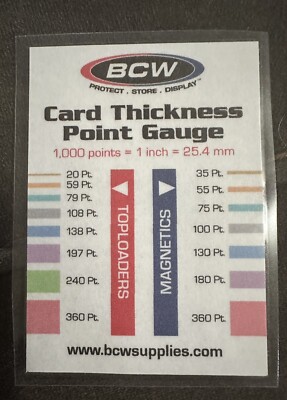 BCW
PROTECT . STORE . DISPLAY™
Card Thickness
Point Gauge
1,000 points = 1 inch = 25.4 mm
20 Pt.
59 Pt.
79 Pt.
108 Pt.
138 Pt.
197 Pt.
240 Pt.
360 Pt.
TOPLOADERS
MAGNETICS
35 Pt.
55 Pt.
75 Pt.
100 Pt.
130 Pt.
180 Pt.
360 Pt.
www.bcwsupplies.com